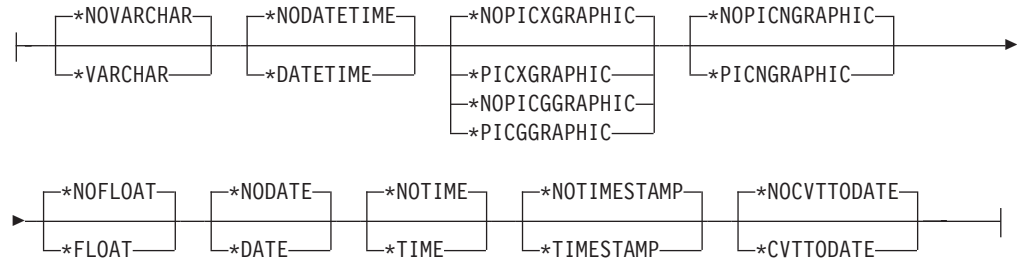 *NOVARCHAR *NODATETIME *NOPICXGRAPHIC *NOPICNGRAPHIC
*VARCHAR *DATETIME *PICXGRAPHIC *PICNGRAPHIC
*NOPICGGRAPHIC
*PICGGRAPHIC
*NOFLOAT *NODATE *NOTIME *NOTIMESTAMP *NOCVTTODATE
*FLOAT *DATE *TIME *TIMESTAMP *CVTTODATE